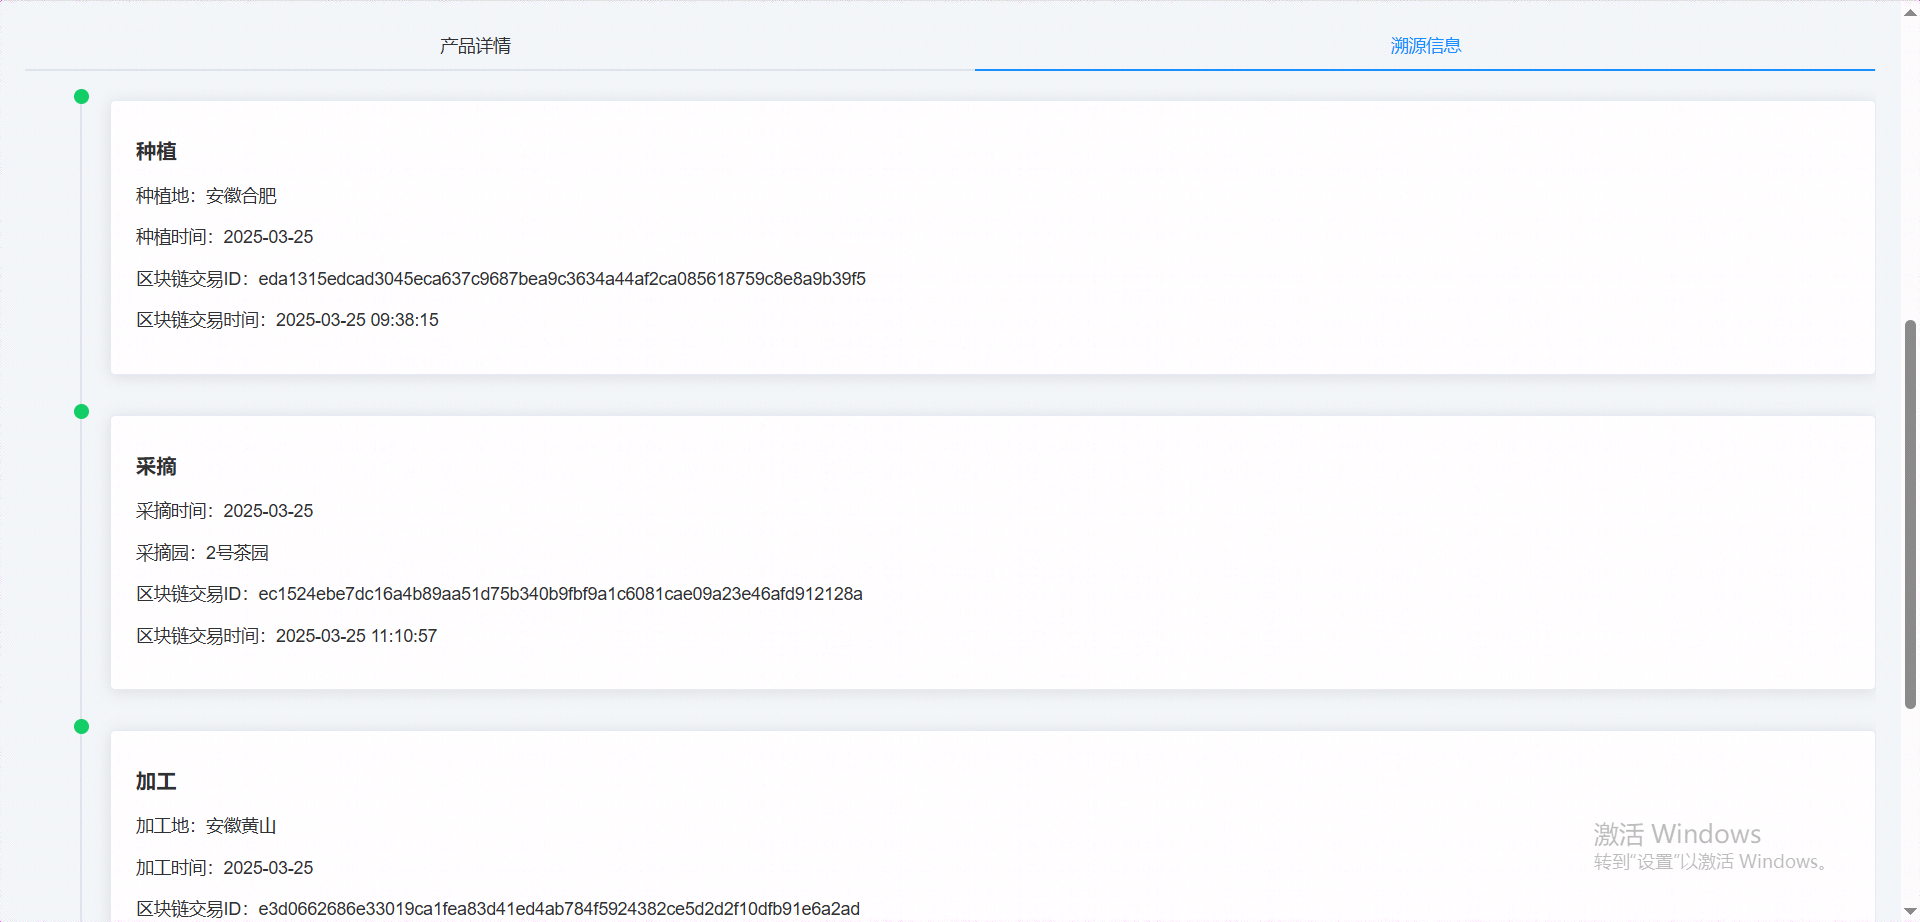 产品详情
溯源信息
种植
种植地：安徽合肥
种植时间：2025-03-25
区块链交易ID：eda1315edcad3045eca637c9687bea9c3634a44af2ca085618759c8e8a9b39f5
区块链交易时间：2025-03-25 09:38:15
采摘
采摘时间：2025-03-25
采摘园：2号茶园
区块链交易ID：ec1524ebe7dc16a4b89aa51d75b340b9fbf9a1c6081cae09a23e46afd912128a
区块链交易时间：2025-03-25 11:10:57
加工
加工地：安徽黄山
加工时间：2025-03-25
区块链交易ID：e3d0662686e33019ca1fea83d41ed4ab784f5924382ce5d2d2f10dfb91e6a2ad
激活 Windows
转到“设置”以激活 Windows。